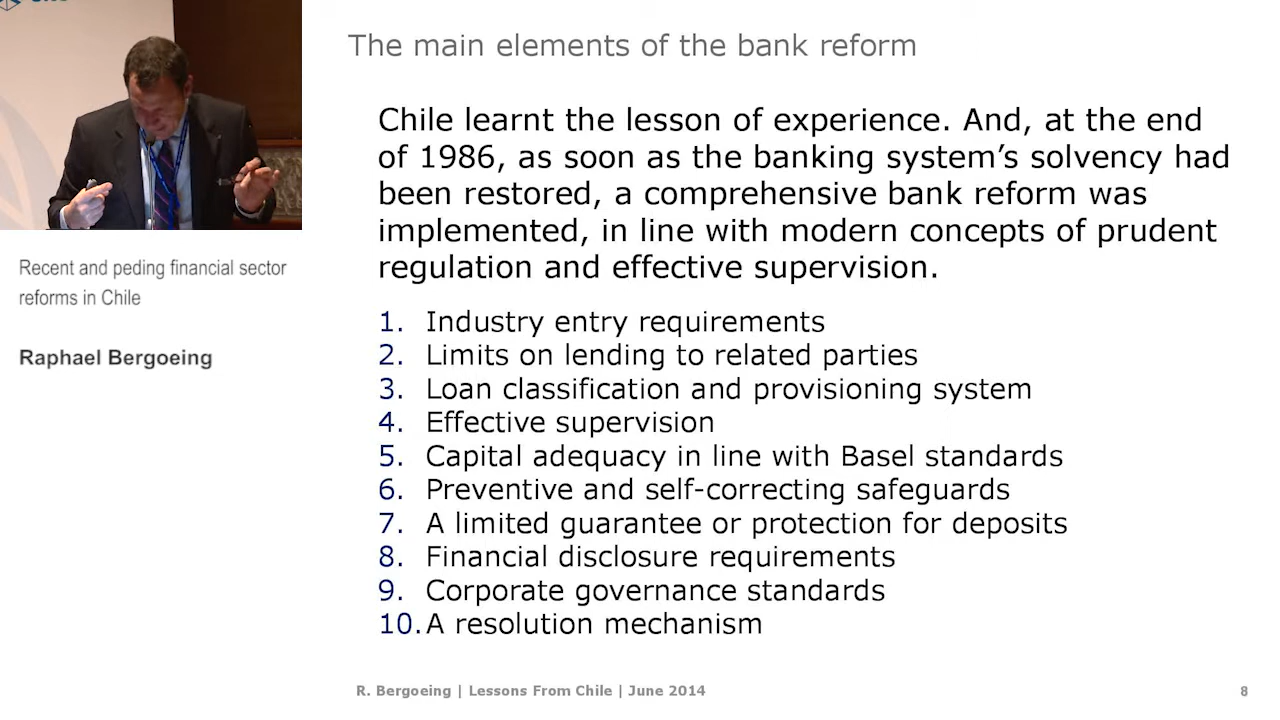 The main elements of the bank reform
Chile learnt the lesson of experience. And, at the end
of 1986, as soon as the banking system’s solvency had
been restored, a comprehensive bank reform was
implemented, in line with modern concepts of prudent
regulation and effective supervision.
1. Industry entry requirements
2. Limits on lending to related parties
3. Loan classification and provisioning system
4. Effective supervision
5. Capital adequacy in line with Basel standards
6. Preventive and self-correcting safeguards
7. A limited guarantee or protection for deposits
8. Financial disclosure requirements
9. Corporate governance standards
10. A resolution mechanism
Recent and peding financial sector
reforms in Chile
Raphael Bergoeing
R. Bergoeing | Lessons From Chile | June 2014
8